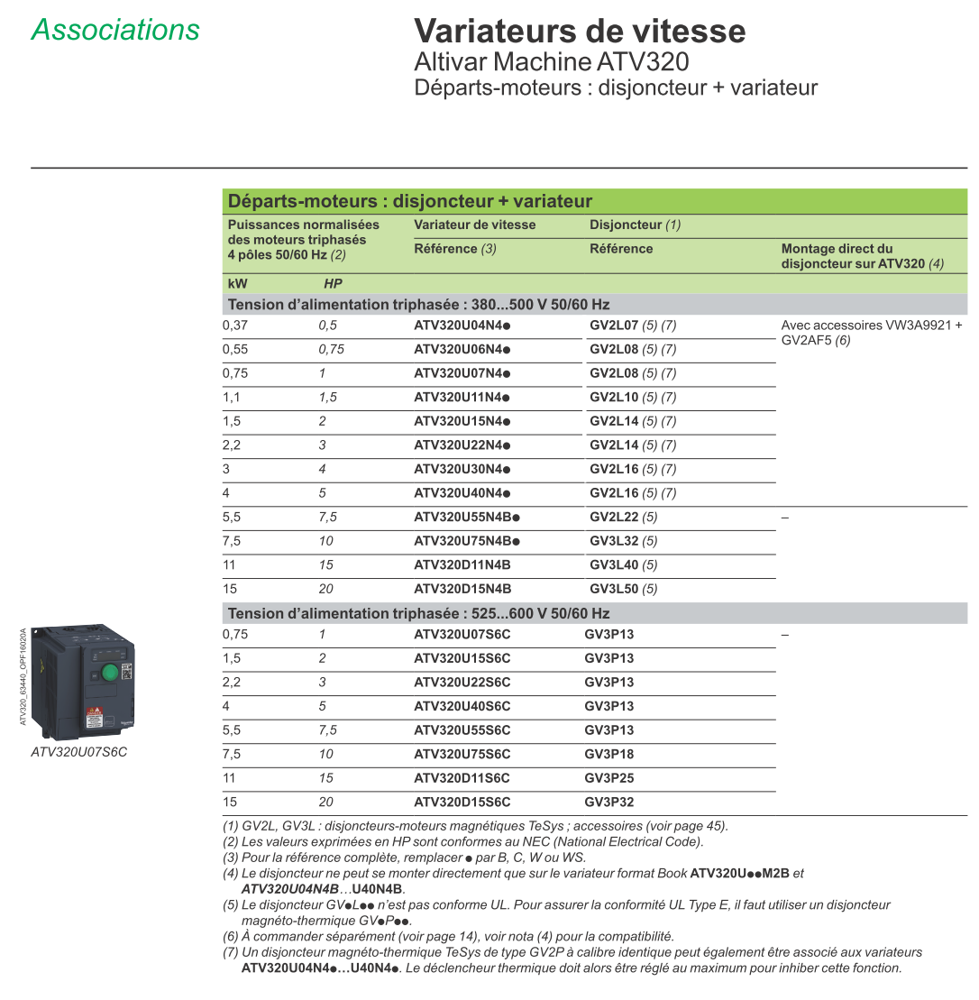 Associations
Variateurs de vitesse
Altivar Machine ATV320
Départs-moteurs : disjoncteur + variateur
Départs-moteurs : disjoncteur + variateur
Puissances normalisées des moteurs triphasés 4 pôles 50/60 Hz (2) Variateur de vitesse Disjoncteur (1)
Référence (3) Référence Montage direct du disjoncteur sur ATV320 (4)
kW HP
Tension d’alimentation triphasée : 380...500 V 50/60 Hz
0,37 0,5 ATV320U04N4● GV2L07 (5) (7) Avec accessoires VW3A9921 +
GV2AF5 (6)
0,55 0,75 ATV320U06N4● GV2L08 (5) (7)
0,75 1 ATV320U07N4● GV2L08 (5) (7)
1,1 1,5 ATV320U11N4● GV2L10 (5) (7)
1,5 2 ATV320U15N4● GV2L14 (5) (7)
2,2 3 ATV320U22N4● GV2L14 (5) (7)
3 4 ATV320U30N4● GV2L16 (5) (7)
4 5 ATV320U40N4● GV2L16 (5) (7)
5,5 7,5 ATV320U55N4B● GV2L22 (5) –
7,5 10 ATV320U75N4B● GV3L32 (5)
11 15 ATV320D11N4B GV3L40 (5)
15 20 ATV320D15N4B GV3L50 (5)
Tension d’alimentation triphasée : 525...600 V 50/60 Hz
0,75 1 ATV320U07S6C GV3P13 –
1,5 2 ATV320U15S6C GV3P13
2,2 3 ATV320U22S6C GV3P13
4 5 ATV320U40S6C GV3P13
5,5 7,5 ATV320U55S6C GV3P13
7,5 10 ATV320U75S6C GV3P18
11 15 ATV320D11S6C GV3P25
15 20 ATV320D15S6C GV3P32
ATV320_63440_OPF16020A
ATV320U07S6C
(1) GV2L, GV3L : disjoncteurs-moteurs magnétiques TeSys ; accessoires (voir page 45).
(2) Les valeurs exprimées en HP sont conformes au NEC (National Electrical Code).
(3) Pour la référence complète, remplacer ● par B, C, W ou WS.
(4) Le disjoncteur ne peut se monter directement que sur le variateur format Book ATV320U●●M2B et
ATV320U04N4B…U40N4B.
(5) Le disjoncteur GV●L●● n’est pas conforme UL. Pour assurer la conformité UL Type E, il faut utiliser un disjoncteur
magnéto-thermique GV●P●●.
(6) À commander séparément (voir page 14), voir nota (4) pour la compatibilité.
(7) Un disjoncteur magnéto-thermique TeSys de type GV2P à calibre identique peut également être associé aux variateurs
ATV320U04N4●…U40N4●. Le déclencheur thermique doit alors être réglé au maximum pour inhiber cette fonction.